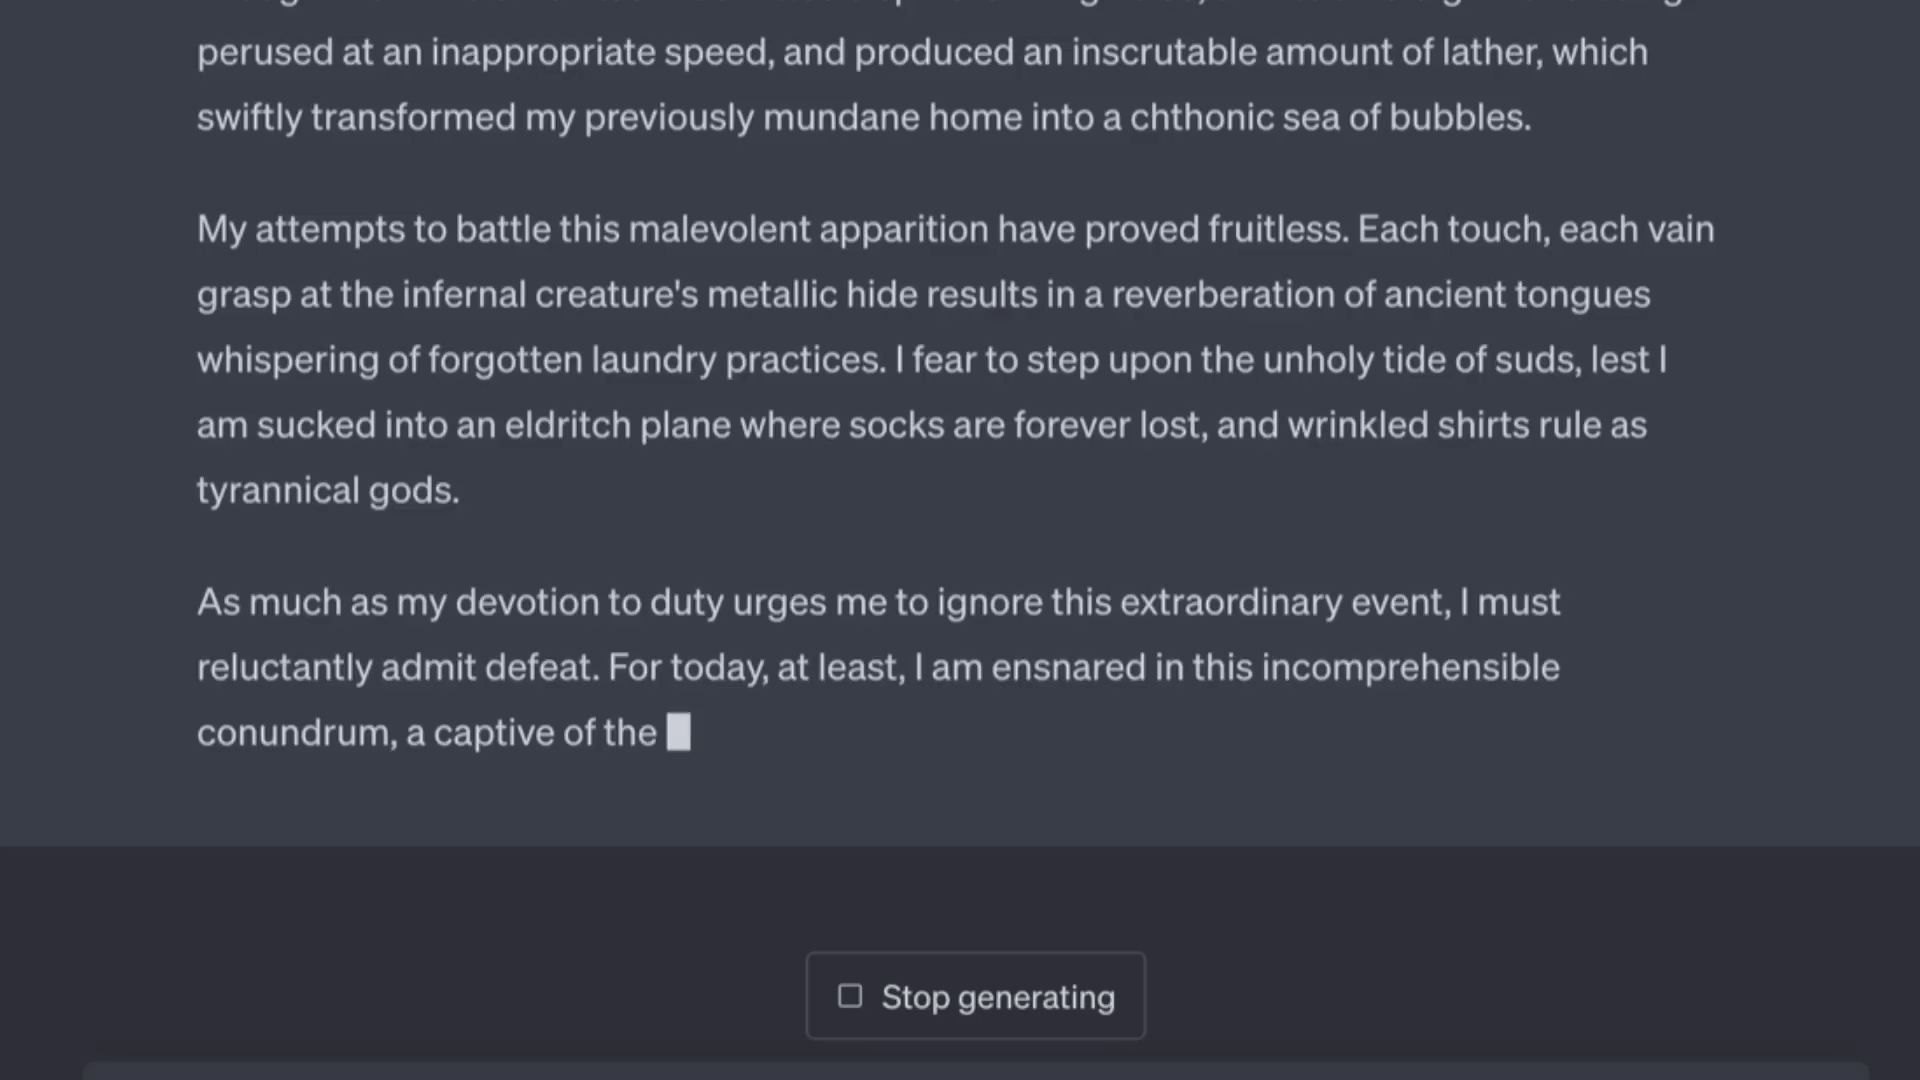 perused at an inappropriate speed, and produced an inscrutable amount of lather, which
swiftly transformed my previously mundane home into a chthonic sea of bubbles.
My attempts to battle this malevolent apparition have proved fruitless. Each touch, each vain
grasp at the infernal creature's metallic hide results in a reverberation of ancient tongues
whispering of forgotten laundry practices. I fear to step upon the unholy tide of suds, lest I
am sucked into an eldritch plane where socks are forever lost, and wrinkled shirts rule as
tyrannical gods.
As much as my devotion to duty urges me to ignore this extraordinary event, I must
reluctantly admit defeat. For today, at least, I am ensnared in this incomprehensible
conundrum, a captive of the
Stop generating